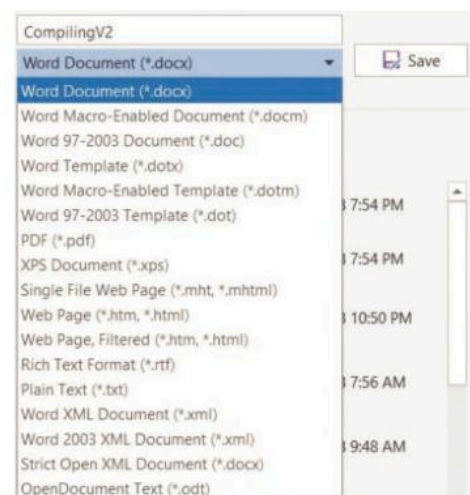 CompilingV2
Word Document (*.docx)
Save
Word Document (*.docx)
Word Macro-Enabled Document (*.docm)
Word 97-2003 Document (*.doc)
Word Template (*.dotx)
Word Macro-Enabled Template (*.dotm)
7:54 PM
Word 97-2003 Template (*.dot)
PDF (*.pdf)
XPS Document (*.xps)
7:54 PM
Single File Web Page (*.mht, *.mhtml)
Web Page (*.htm, *.html)
10:50 PM
Web Page, Filtered (*.htm, *.html)
Rich Text Format (*.rtf)
Plain Text (*.txt)
7:56 AM
Word XML Document (*.xml)
Word 2003 XML Document (*.xml)
9:48 AM
Strict Open XML Document (*.docx)
OpenDocument Text (*.odt)